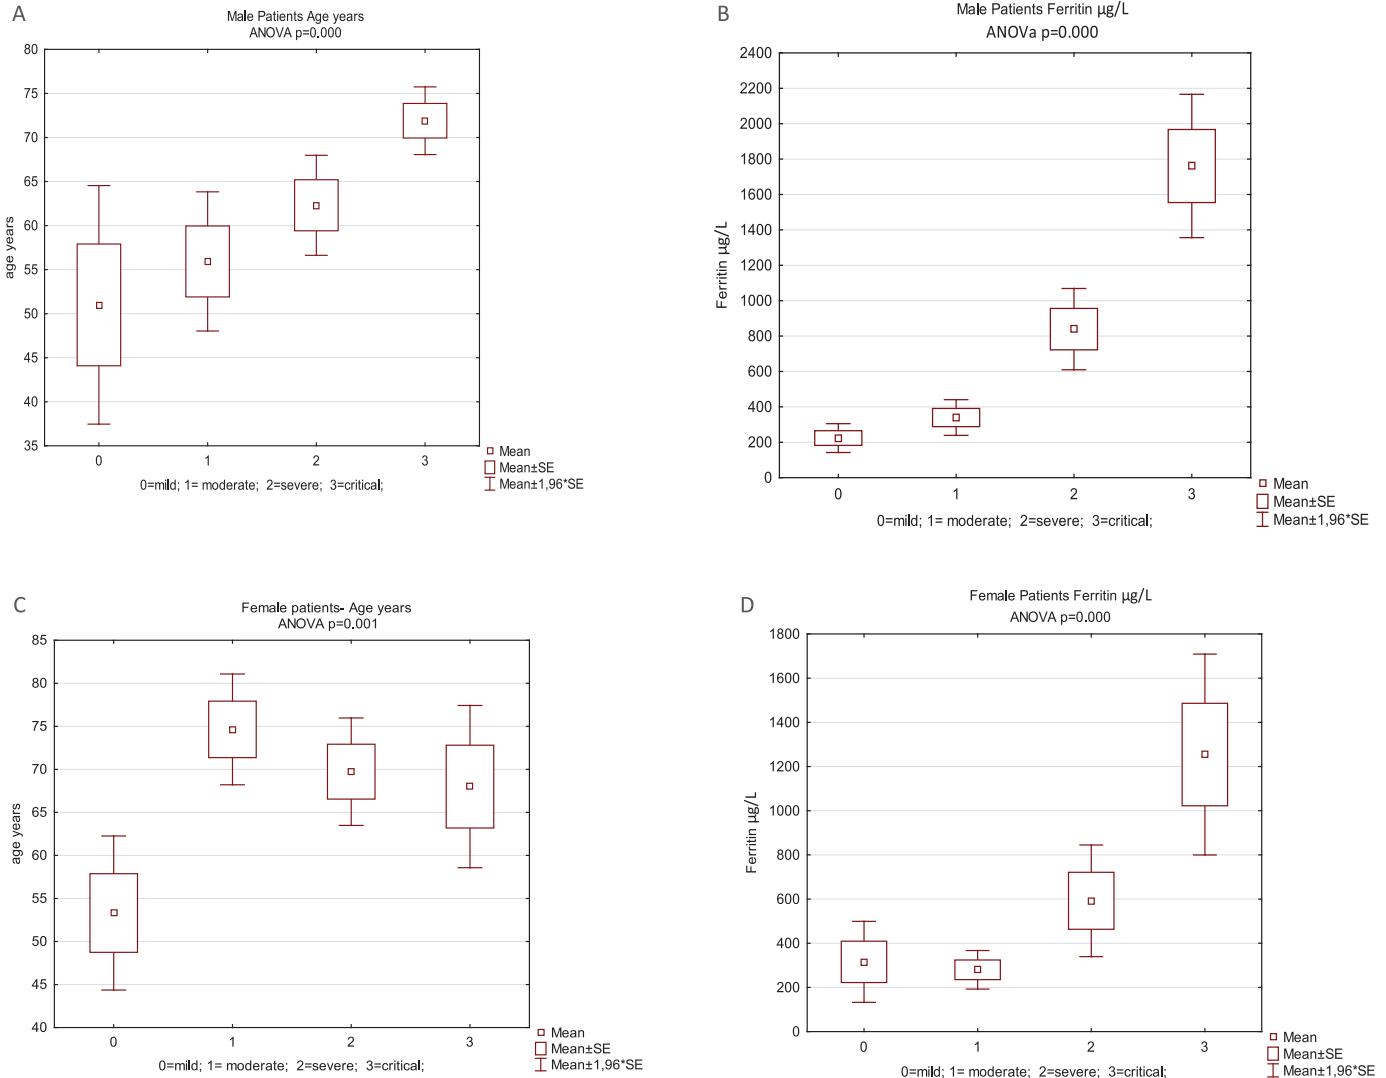 A
Male Patients Age years
ANOVA p=0.000
80
75
70
65
60
55
50
45
40
35
age years
0 1 2 3
0=mild; 1= moderate; 2=severe; 3=critical;
Mean
Mean±SE
Mean±1,96*SE
B
Male Patients Ferritin µg/L
ANOVa p=0.000
2400
2200
2000
1800
1600
1400
1200
1000
800
600
400
200
0
Ferritin µg/L
0 1 2 3
0=mild; 1= moderate; 2=severe; 3=critical;
Mean
Mean±SE
Mean±1,96*SE
C
Female patients- Age years
ANOVA p=0.001
85
80
75
70
65
60
55
50
45
40
age years
0 1 2 3
0=mild; 1= moderate; 2=severe; 3=critical;
Mean
Mean±SE
Mean±1,96*SE
D
Female Patients Ferritin µg/L
ANOVA p=0.000
1800
1600
1400
1200
1000
800
600
400
200
0
Ferritin µg/L
0 1 2 3
0=mild; 1= moderate; 2=severe; 3=critical;
Mean
Mean±SE
Mean±1,96*SE